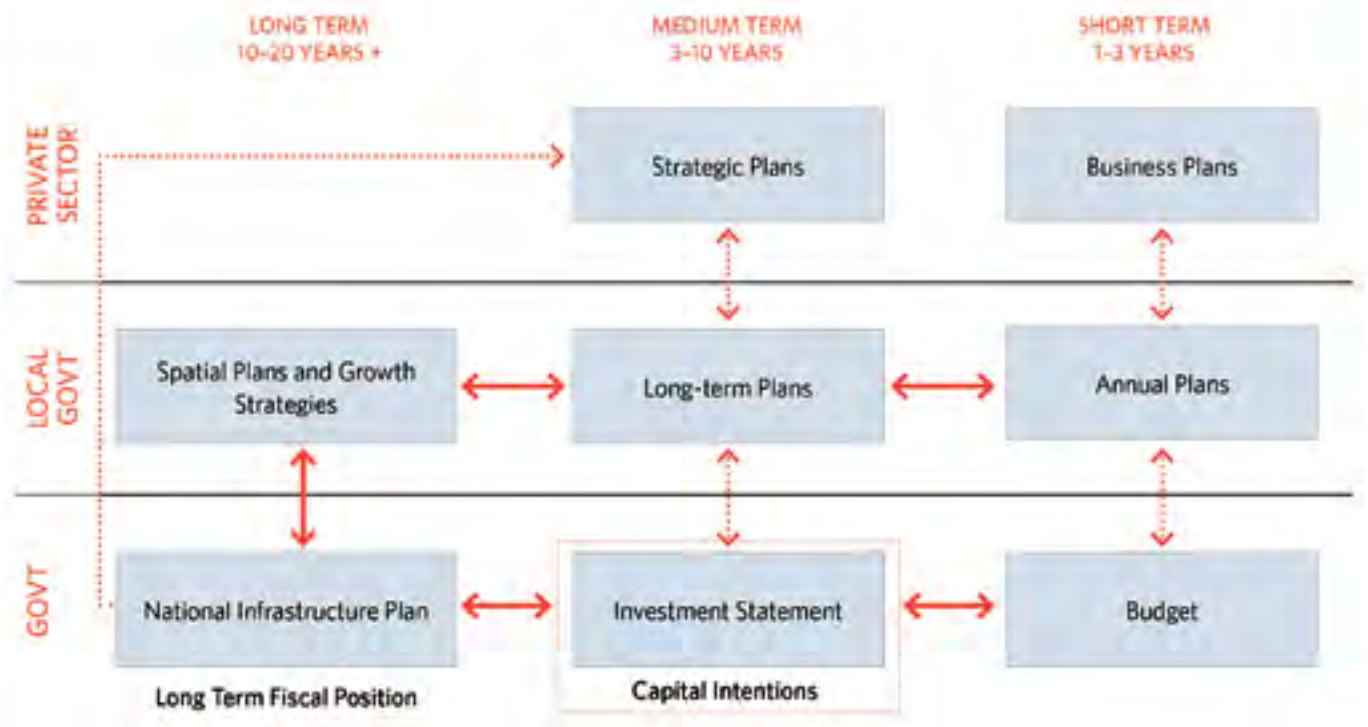 LONG TERM
10-20 YEARS +
MEDIUM TERM
3-10 YEARS
SHORT TERM
1-3 YEARS
PRIVATE
SECTOR
Strategic Plans
Business Plans
LOCAL
GOVT
Spatial Plans and Growth
Strategies
Long-term Plans
Annual Plans
GOVT
National Infrastructure Plan
Investment Statement
Budget
Long Term Fiscal Position
Capital Intentions